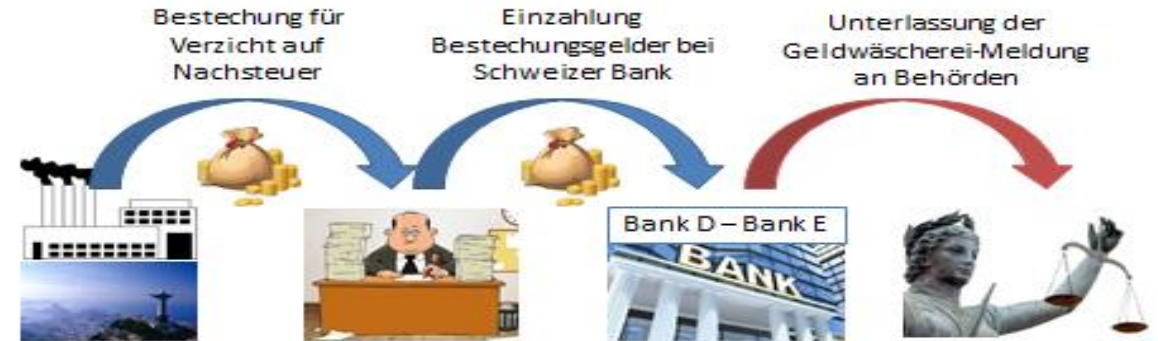 Bestechung für
Verzicht auf
Nachsteuer
Einzahlung
Bestechungsgelder bei
Schweizer Bank
Unterlassung der
Geldwäscherei-Meldung
an Behörden
Bank D – Bank E
BANK